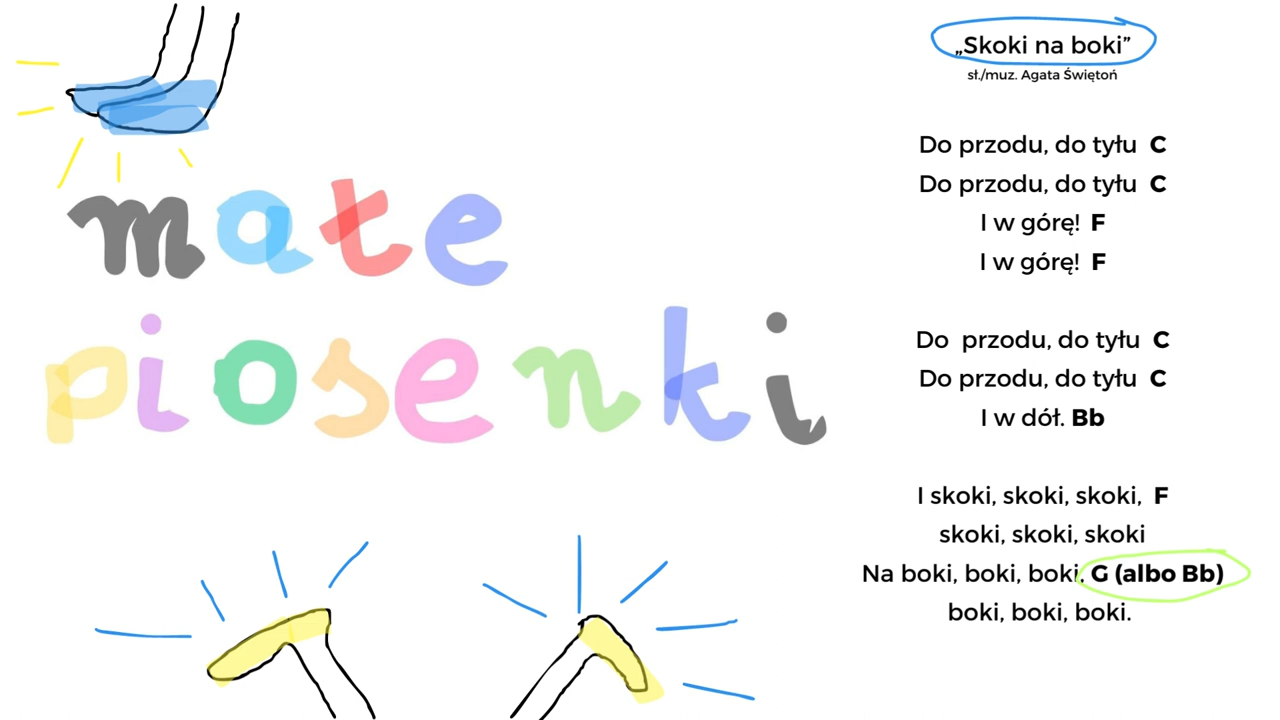 małe
piosenki
„Skoki na boki”
sł./muz. Agata Świętoń
Do przodu, do tyłu C
Do przodu, do tyłu C
I w górę! F
I w górę! F
Do przodu, do tyłu C
Do przodu, do tyłu C
I w dół. Bb
I skoki, skoki, skoki, F
skoki, skoki, skoki
Na boki, boki, boki, G (albo Bb)
boki, boki, boki.